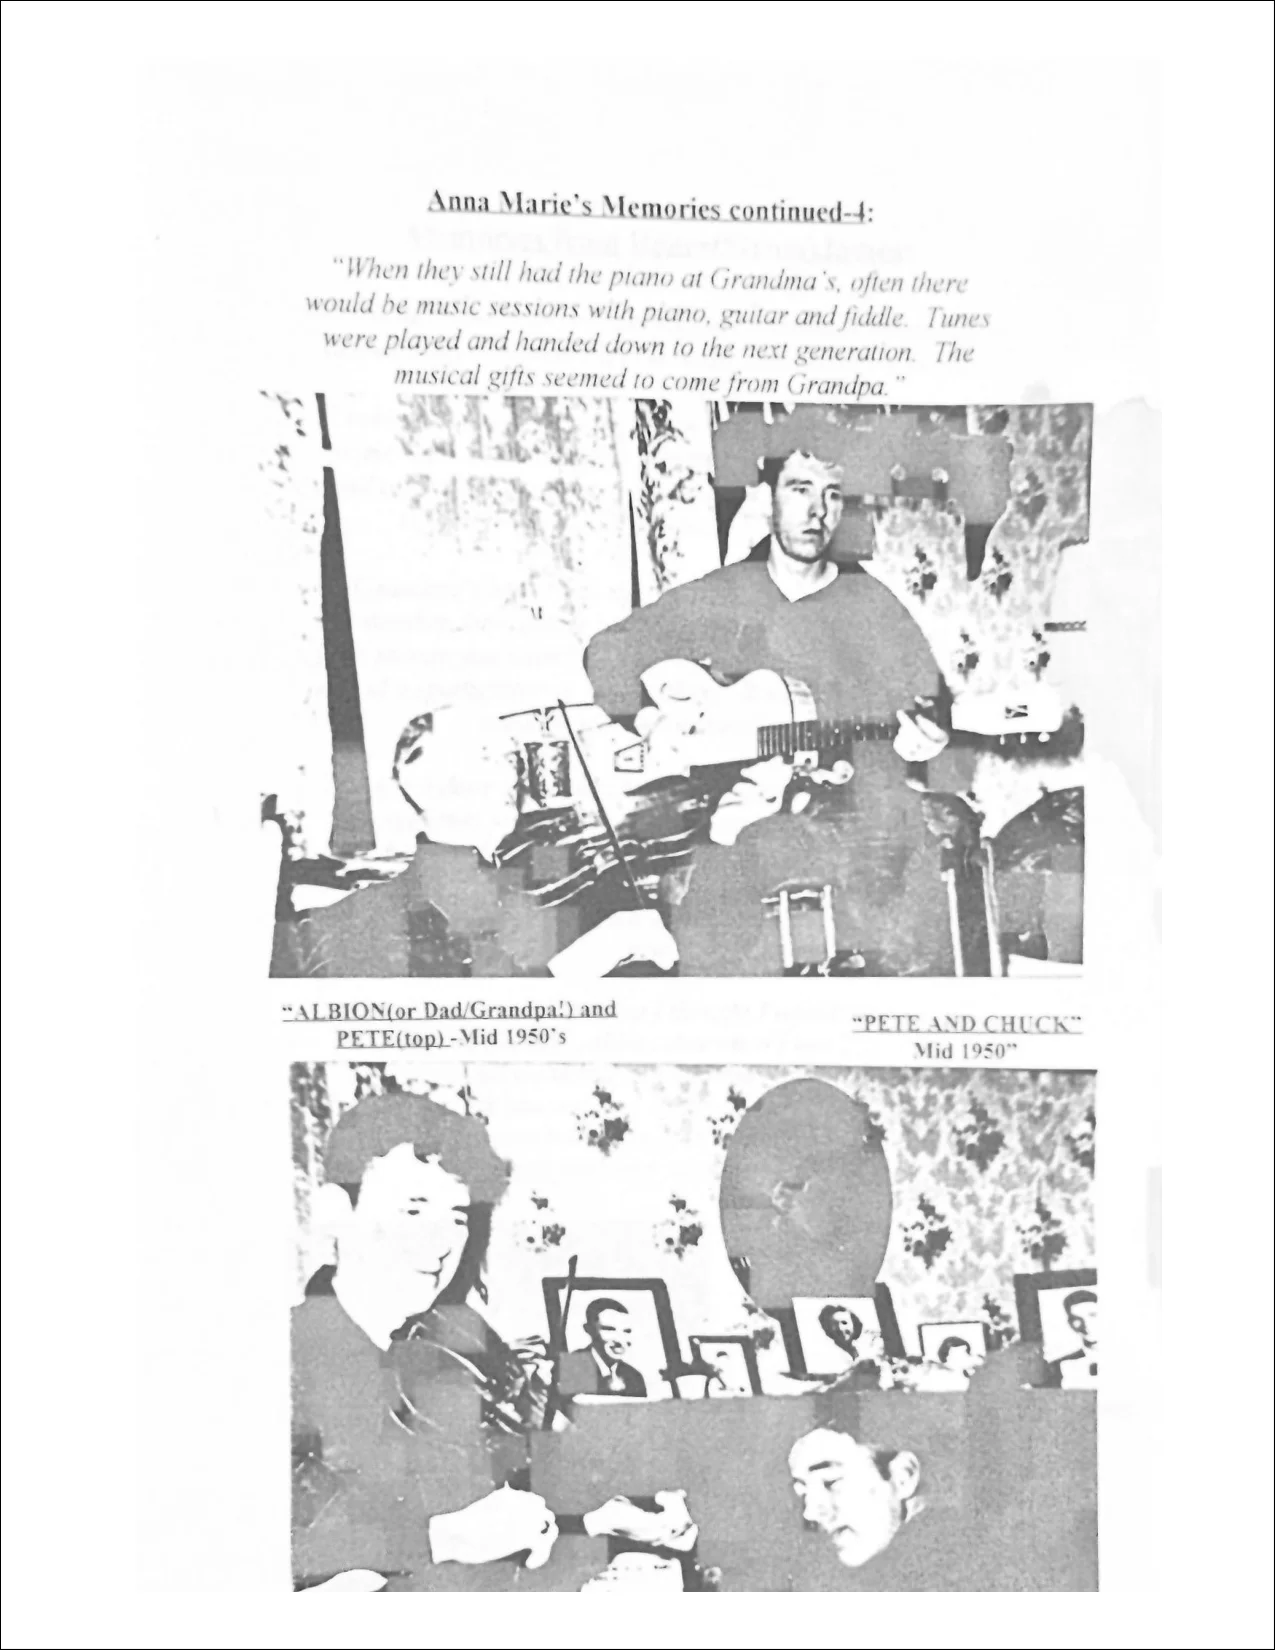 Anna Marie's Memories continued-4:
"When they still had the piano at Grandma's, often there
would be music sessions with piano, guitar and fiddle. Tunes
were played and handed down to the next generation. The
musical gifts seemed to come from Grandpa."
"ALBION(or Dad/Grandpa!) and
PETE(top) -Mid 1950's
"PETE AND CHUCK"
Mid 1950"